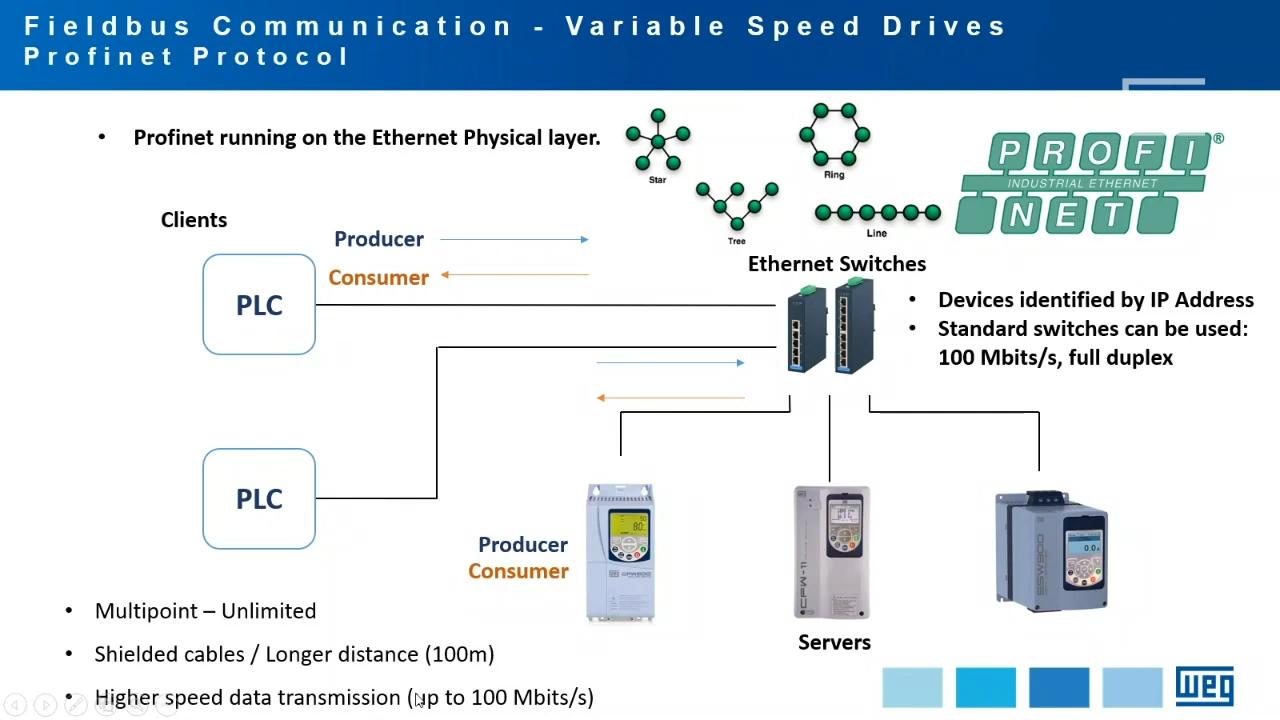 Fieldbus Communication - Variable Speed Drives
Profinet Protocol
• Profinet running on the Ethernet Physical layer.
Star
Ring
Tree
Line
PROFI
INDUSTRIAL ETHERNET
NET
®
Clients
Producer
Consumer
PLC
Ethernet Switches
• Devices identified by IP Address
• Standard switches can be used:
100 Mbits/s, full duplex
PLC
Producer
Consumer
CFW-11
Servers
• Multipoint – Unlimited
• Shielded cables / Longer distance (100m)
• Higher speed data transmission (up to 100 Mbits/s)
weg